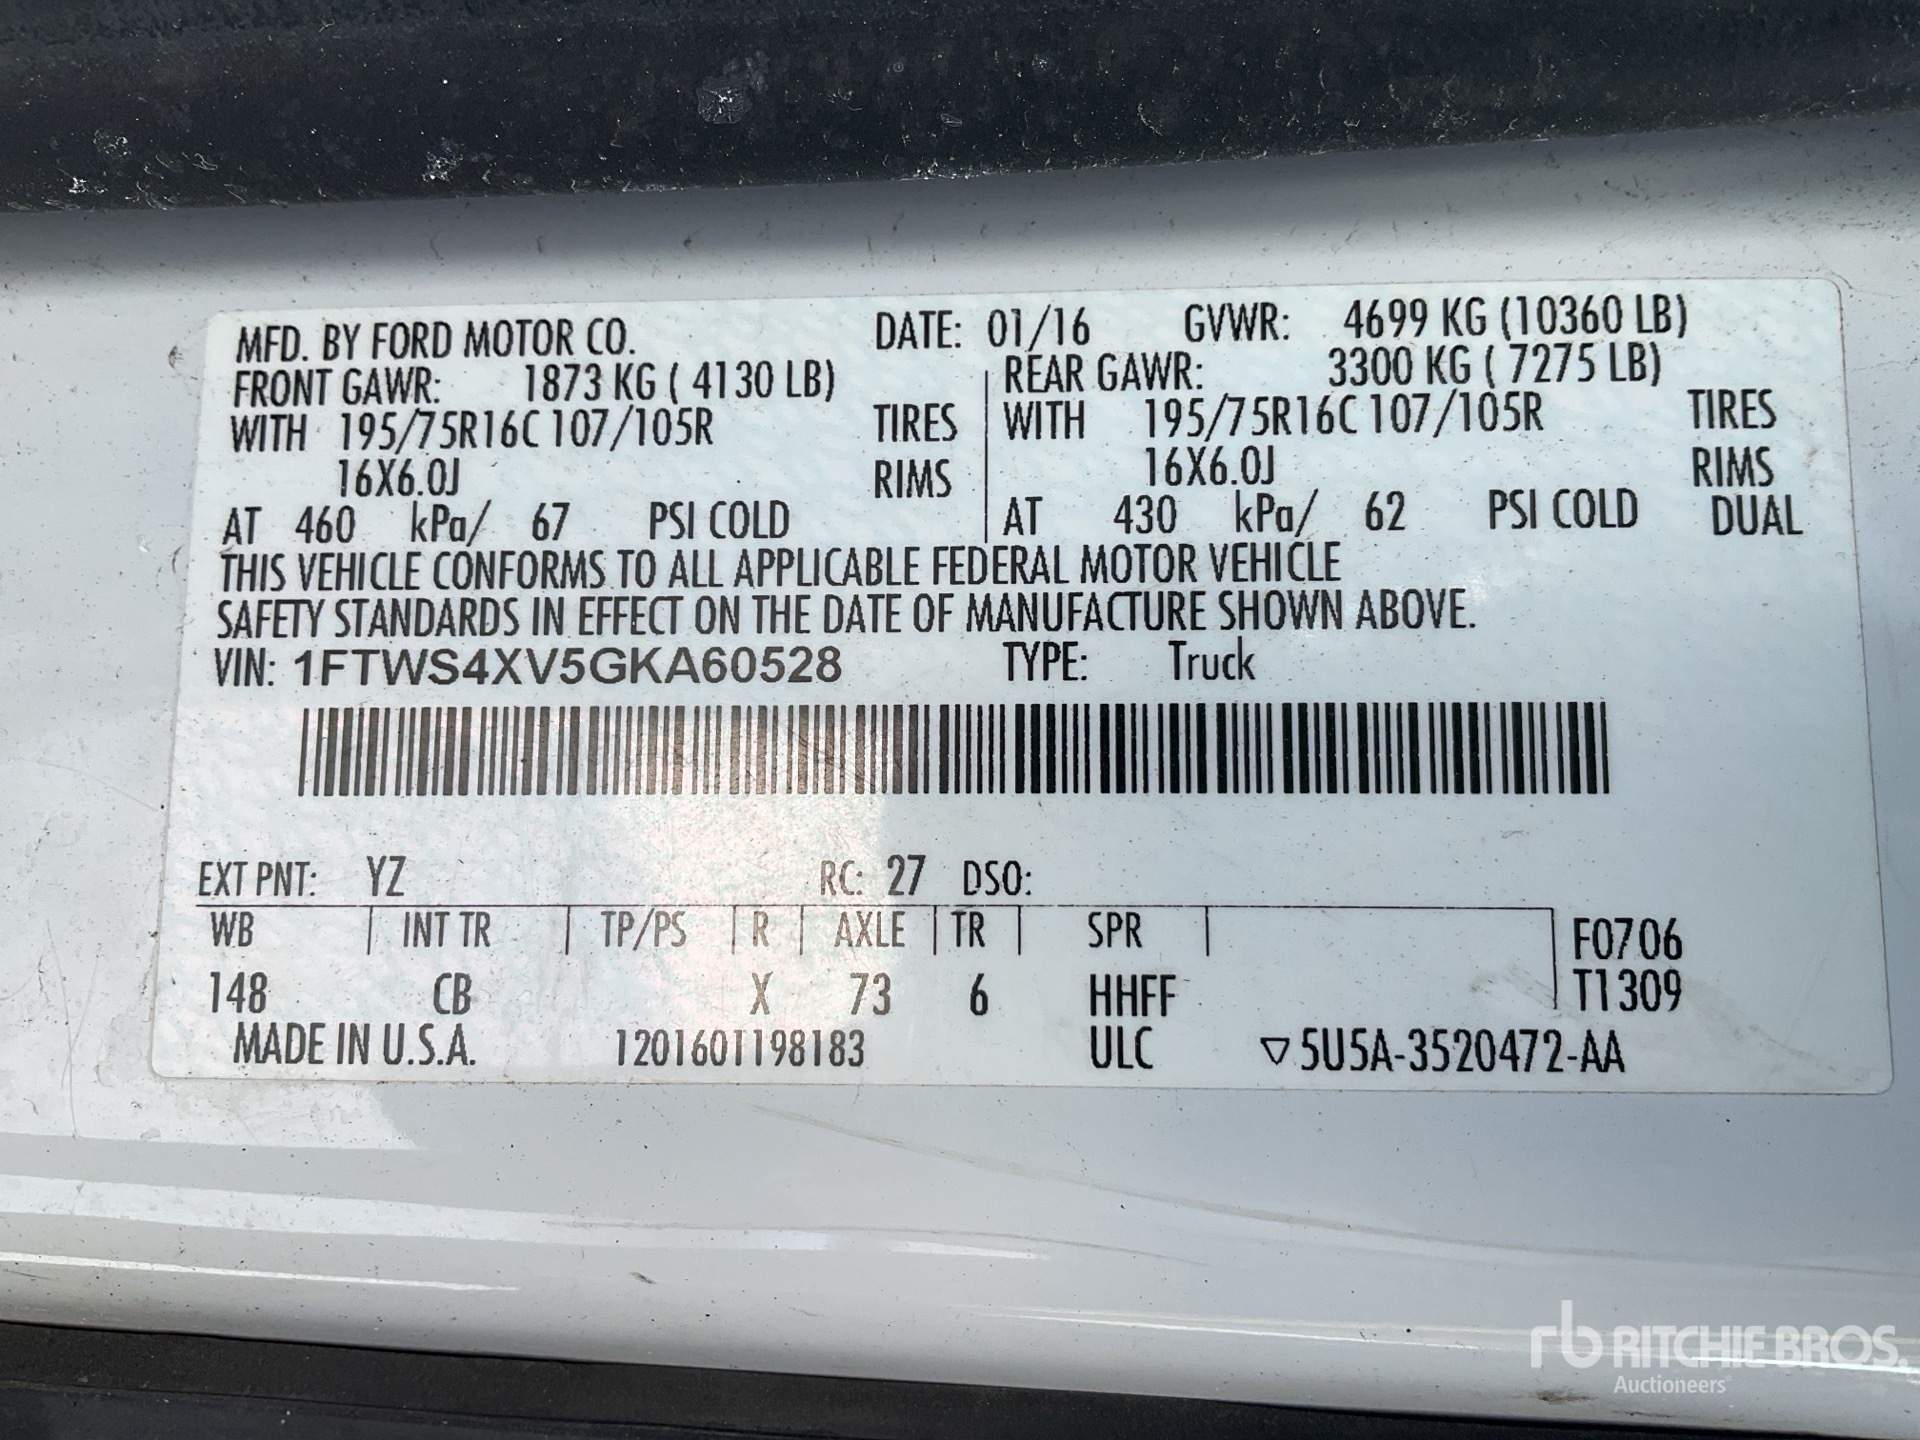 MFD. BY FORD MOTOR CO. DATE: 01/16 GVWR: 4699 KG (10360 LB)
FRONT GAWR: 1873 KG ( 4130 LB) REAR GAWR: 3300 KG ( 7275 LB)
WITH 195/75R16C 107/105R TIRES WITH 195/75R16C 107/105R TIRES
16X6.0J RIMS 16X6.0J RIMS
AT 460 kPa/ 67 PSI COLD AT 430 kPa/ 62 PSI COLD DUAL
THIS VEHICLE CONFORMS TO ALL APPLICABLE FEDERAL MOTOR VEHICLE
SAFETY STANDARDS IN EFFECT ON THE DATE OF MANUFACTURE SHOWN ABOVE.
VIN: 1FTWS4XV5GKA60528 TYPE: Truck
EXT PNT: YZ RC: 27 DSO:
WB INT TR TP/PS R AXLE TR SPR F0706
148 CB X 73 6 HHFF T1309
MADE IN U.S.A. 1201601198183 ULC ▽5U5A-3520472-AA
rb RITCHIE BROS.
Auctioneers